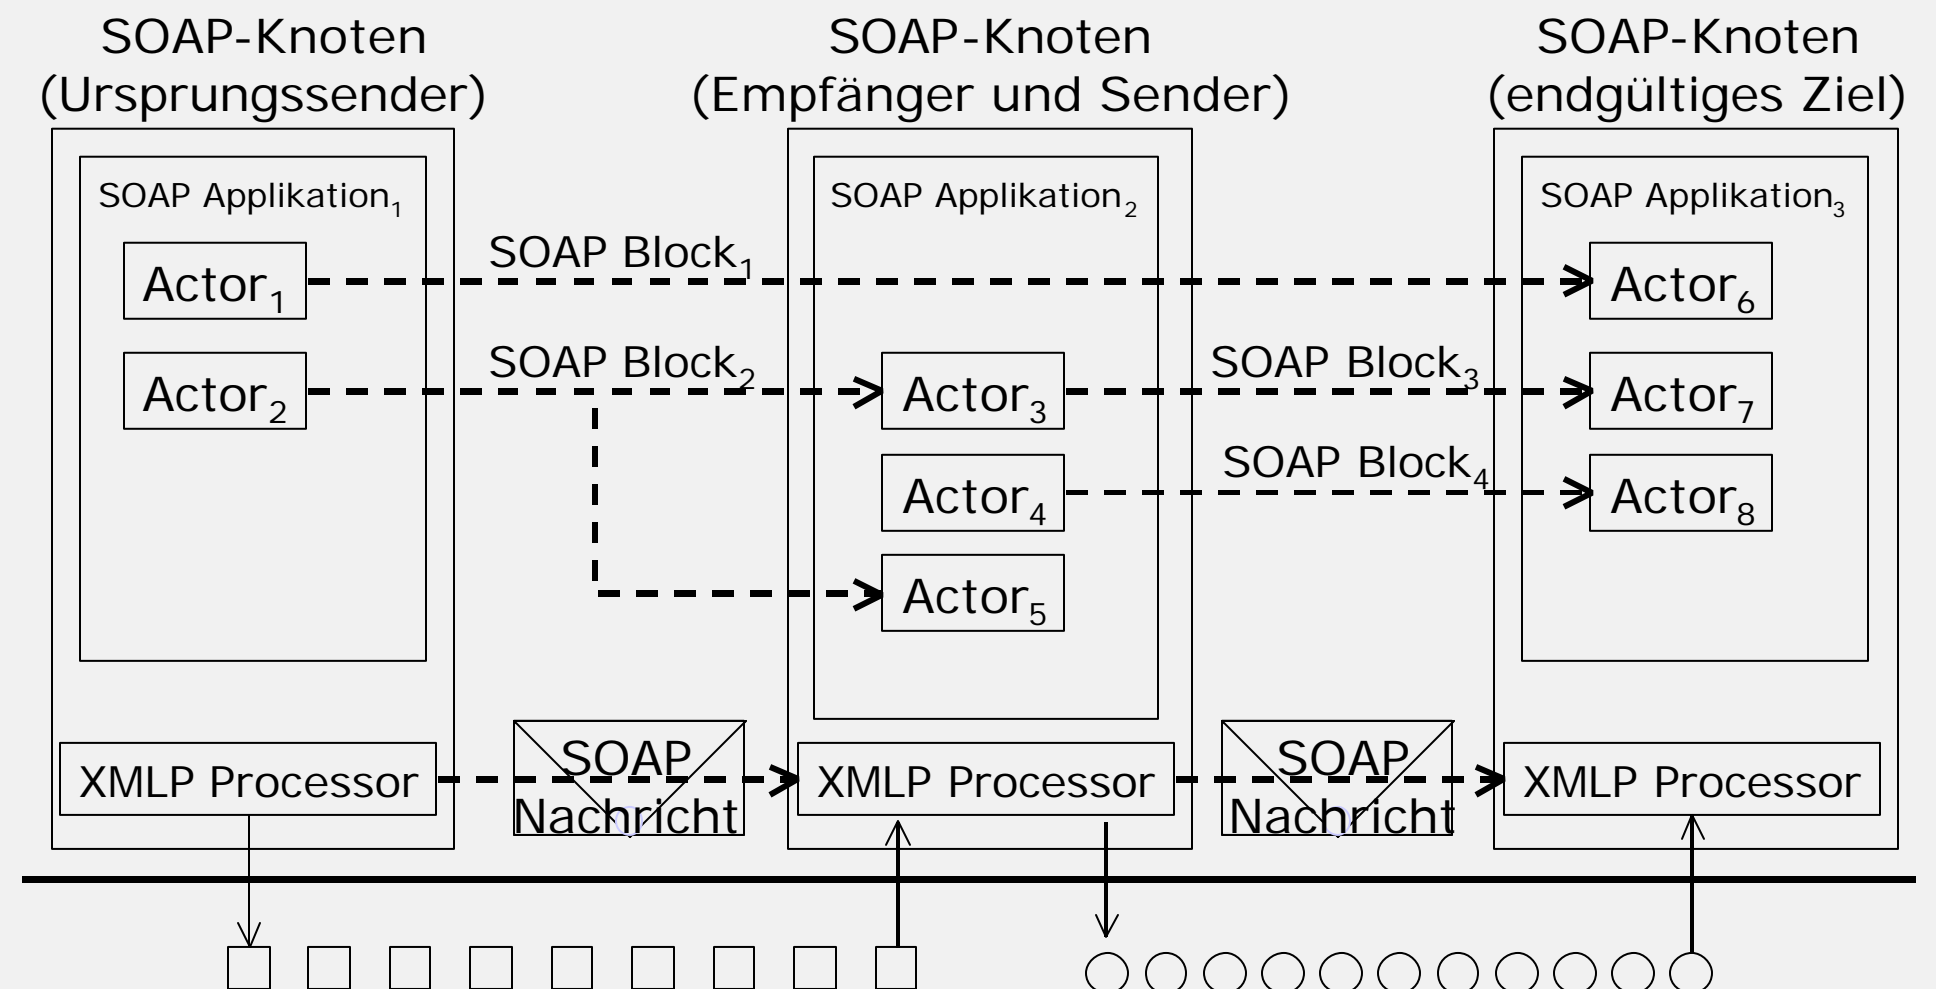 SOAP-Knoten
(Ursprungssender)
SOAP-Knoten
(Empfänger und Sender)
SOAP-Knoten
(endgültiges Ziel)
SOAP Applikation1
SOAP Applikation2
SOAP Applikation3
Actor1
SOAP Block1
Actor6
Actor2
SOAP Block2
Actor3
SOAP Block3
Actor7
Actor4
SOAP Block4
Actor8
Actor5
XMLP Processor
SOAP
Nachricht
XMLP Processor
SOAP
Nachricht
XMLP Processor